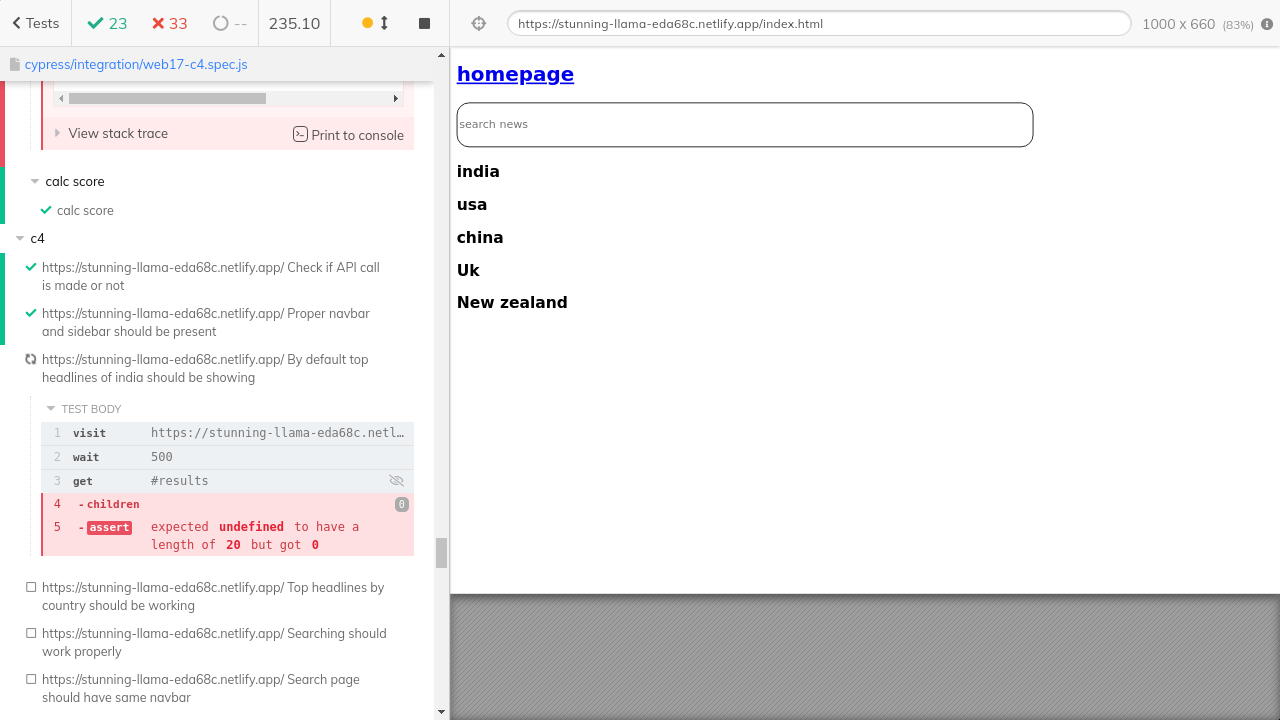 Tests
23
33
--
235.10
cypress/integration/web17-c4.spec.js
View stack trace
Print to console
calc score
calc score
c4
https://stunning-llama-eda68c.netlify.app/ Check if API call
is made or not
https://stunning-llama-eda68c.netlify.app/ Proper navbar
and sidebar should be present
https://stunning-llama-eda68c.netlify.app/ By default top
headlines of india should be showing
TEST BODY
1 visit https://stunning-llama-eda68c.netl…
2 wait 500
3 get #results
4 -children 0
5 -assert expected undefined to have a
length of 20 but got 0
https://stunning-llama-eda68c.netlify.app/ Top headlines by
country should be working
https://stunning-llama-eda68c.netlify.app/ Searching should
work properly
https://stunning-llama-eda68c.netlify.app/ Search page
should have same navbar
https://stunning-llama-eda68c.netlify.app/index.html
1000 x 660 (83%)
homepage
search news
india
usa
china
Uk
New zealand